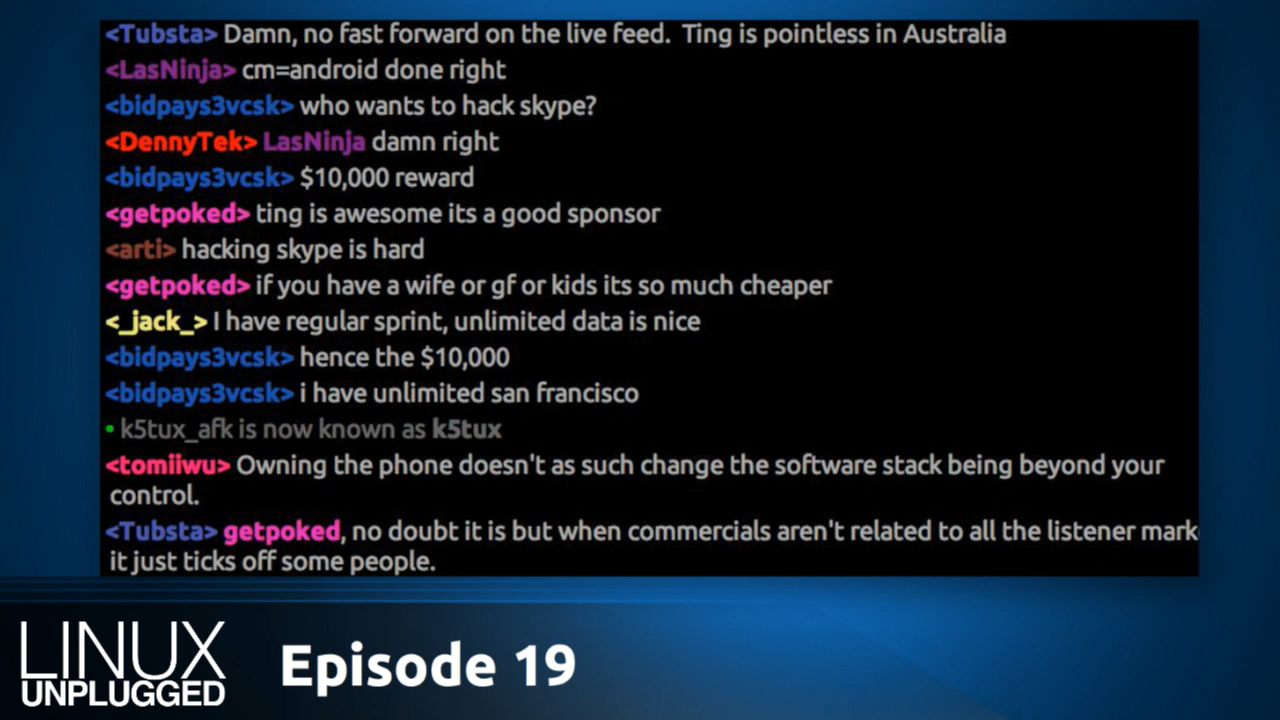 <Tubsta> Damn, no fast forward on the live feed.  Ting is pointless in Australia
<LasNinja> cm=android done right
<bidpays3vcsk> who wants to hack skype?
<DennyTek> LasNinja damn right
<bidpays3vcsk> $10,000 reward
<getpoked> ting is awesome its a good sponsor
<arti> hacking skype is hard
<getpoked> if you have a wife or gf or kids its so much cheaper
<_jack_> I have regular sprint, unlimited data is nice
<bidpays3vcsk> hence the $10,000
<bidpays3vcsk> i have unlimited san francisco
• k5tux_afk is now known as k5tux
<tomiiwu> Owning the phone doesn't as such change the software stack being beyond your
control.
<Tubsta> getpoked, no doubt it is but when commercials aren't related to all the listener mark
it just ticks off some people.
LINUX
UNPLUGGED
Episode 19